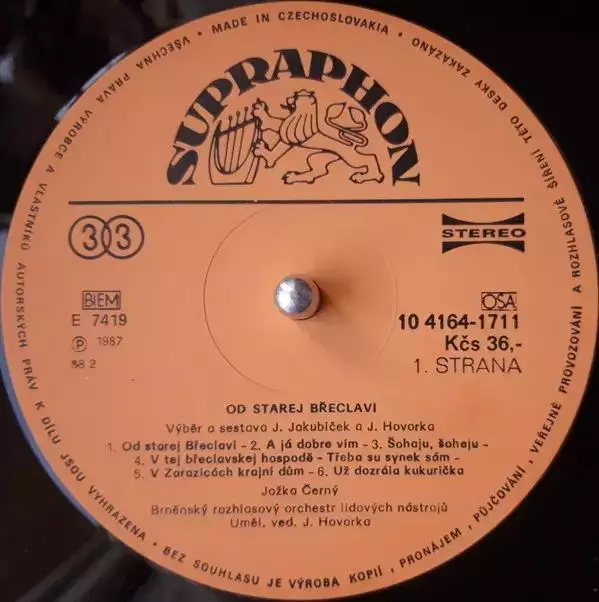 VŠECHNA PRÁVA VÝROBCE A VLASTNÍKŮ AUTORSKÝCH PRÁV K DÍLU JSOU VYHRAZENA • BEZ SOUHLASU JE VÝROBA KOPIÍ, PRONÁJEM, PŮJČOVÁNÍ, VEŘEJNÉ PROVOZOVÁNÍ A ROZHLASOVÉ ŠÍŘENÍ TÉTO DESKY ZAKÁZÁNO • MADE IN CZECHOSLOVAKIA •
SUPRAPHON
33
STEREO
BIEM
E 7419
Ⓟ 1987
88 2
OSA
10 4164-1711
Kčs 36,-
1. STRANA
OD STAREJ BŘECLAVI
Výběr a sestava J. Jakubíček a J. Hovorka
1. Od starej Břeclavi – 2. A já dobre vím – 3. Šohaju, šohaju –
4. V tej břeclavskej hospodě – Třeba su synek sám –
5. V Zarazicách krajní dům – 6. Už dozrála kukurička
Jožka Černý
Brněnský rozhlasový orchestr lidových nástrojů
Uměl. ved. J. Hovorka